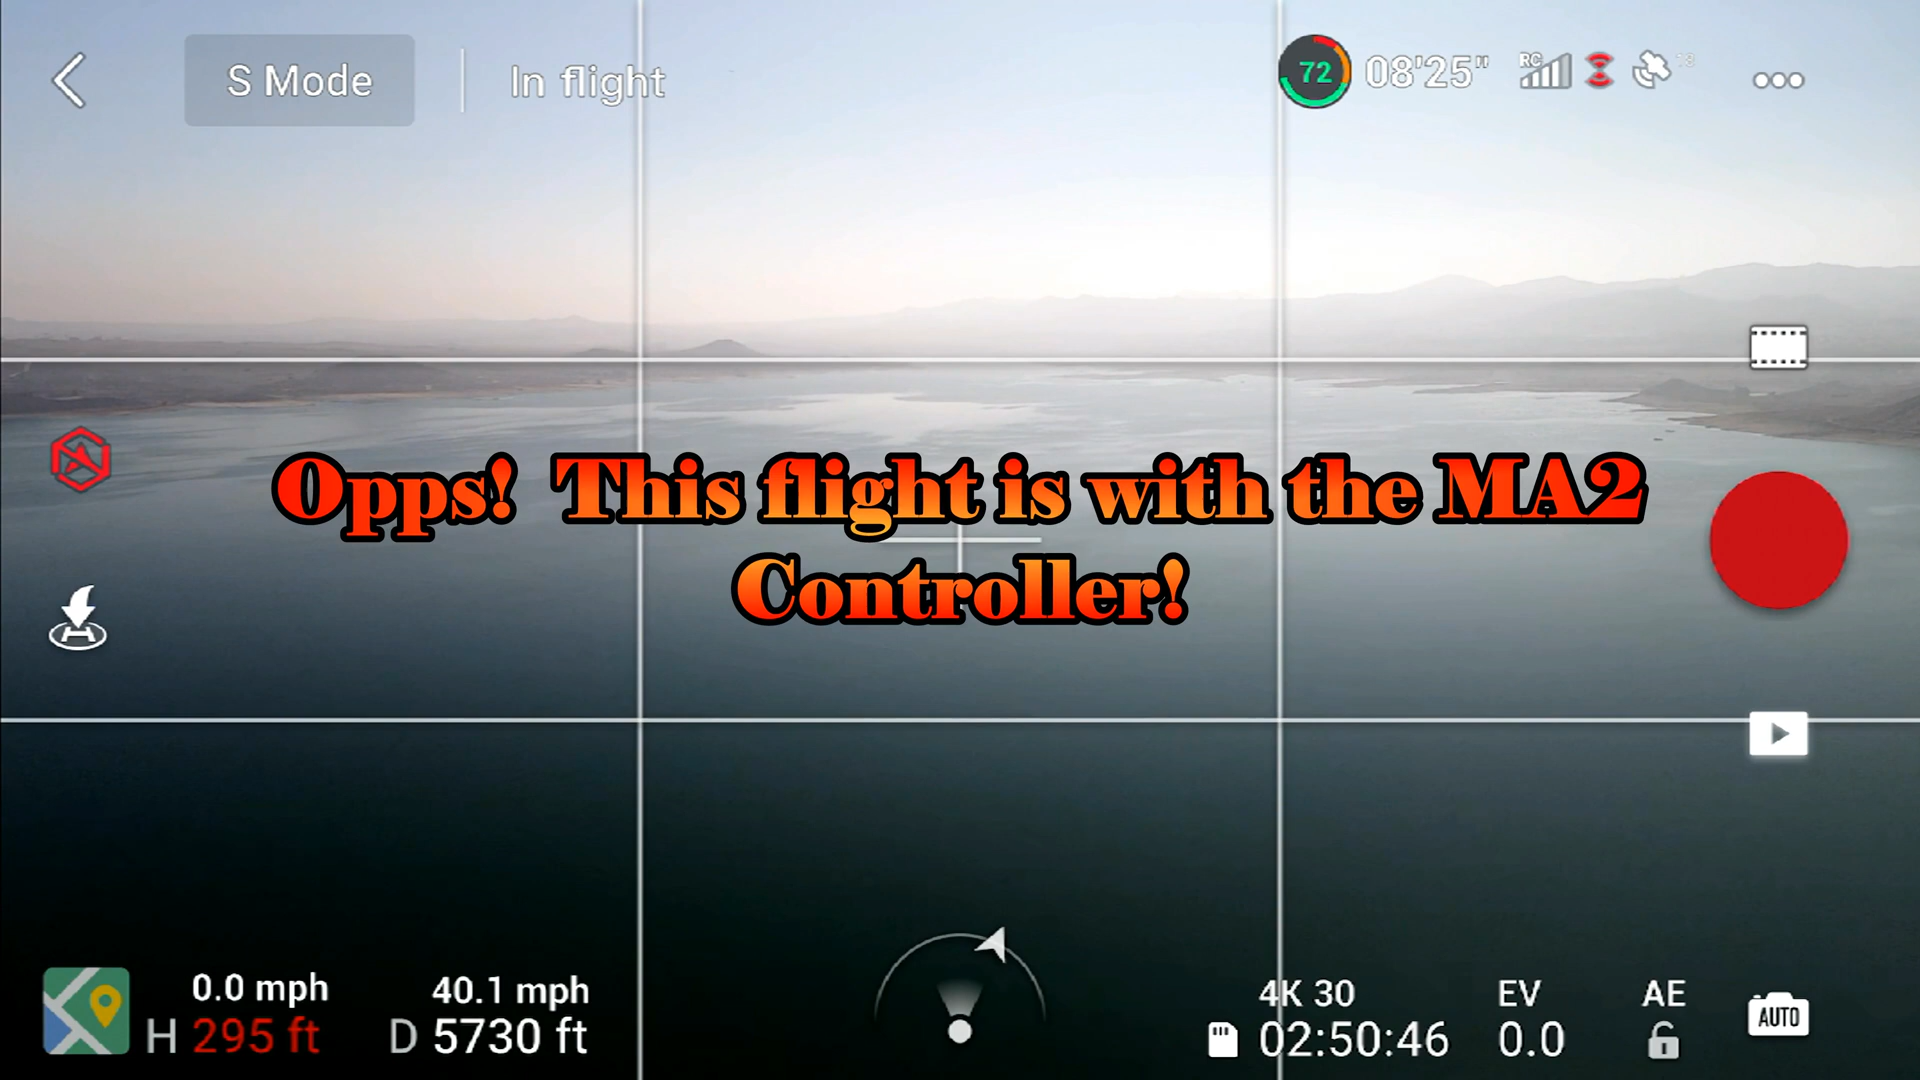 S Mode
In flight
72
08'25"
RC
18
Opps! This flight is with the MA2
Controller!
0.0 mph
40.1 mph
H 295 ft
D 5730 ft
4K 30
02:50:46
EV
0.0
AE
AUTO